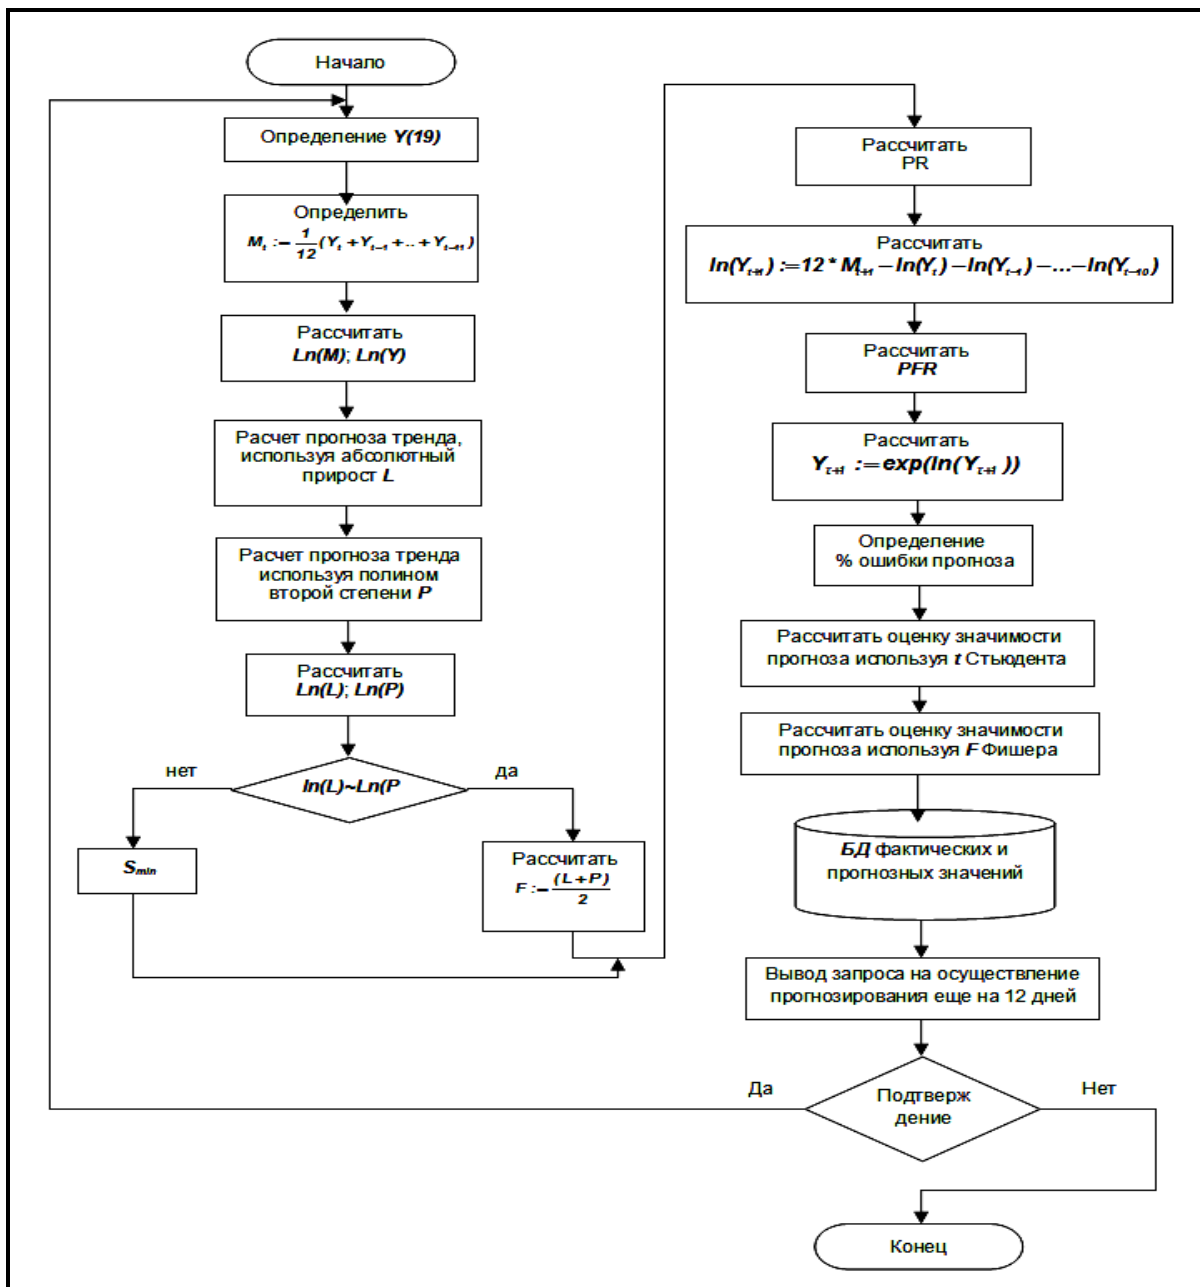 Начало
Определение Y(19)
Определить
Mₜ := 1/12 (Yₜ + Yₜ₋₁ + .. + Yₜ₋₁₁)
Рассчитать
Ln(M); Ln(Y)
Расчет прогноза тренда,
используя абсолютный
прирост L
Расчет прогноза тренда
используя полином
второй степени P
Рассчитать
Ln(L); Ln(P)
нет
да
ln(L)~Ln(P
Smin
Рассчитать
F := (L+P)/2
Рассчитать
PR
Рассчитать
ln(Yₜ₊₁) := 12 * Mₜ₊₁ – ln(Yₜ) – ln(Yₜ₋₁) – ... – ln(Yₜ₋₁₀)
Рассчитать
PFR
Рассчитать
Yₜ₊₁ := exp(ln(Yₜ₊₁))
Определение
% ошибки прогноза
Рассчитать оценку значимости
прогноза используя t Стьюдента
Рассчитать оценку значимости
прогноза используя F Фишера
БД фактических и
прогнозных значений
Вывод запроса на осуществление
прогнозирования еще на 12 дней
Да
Нет
Подтверж
дение
Конец